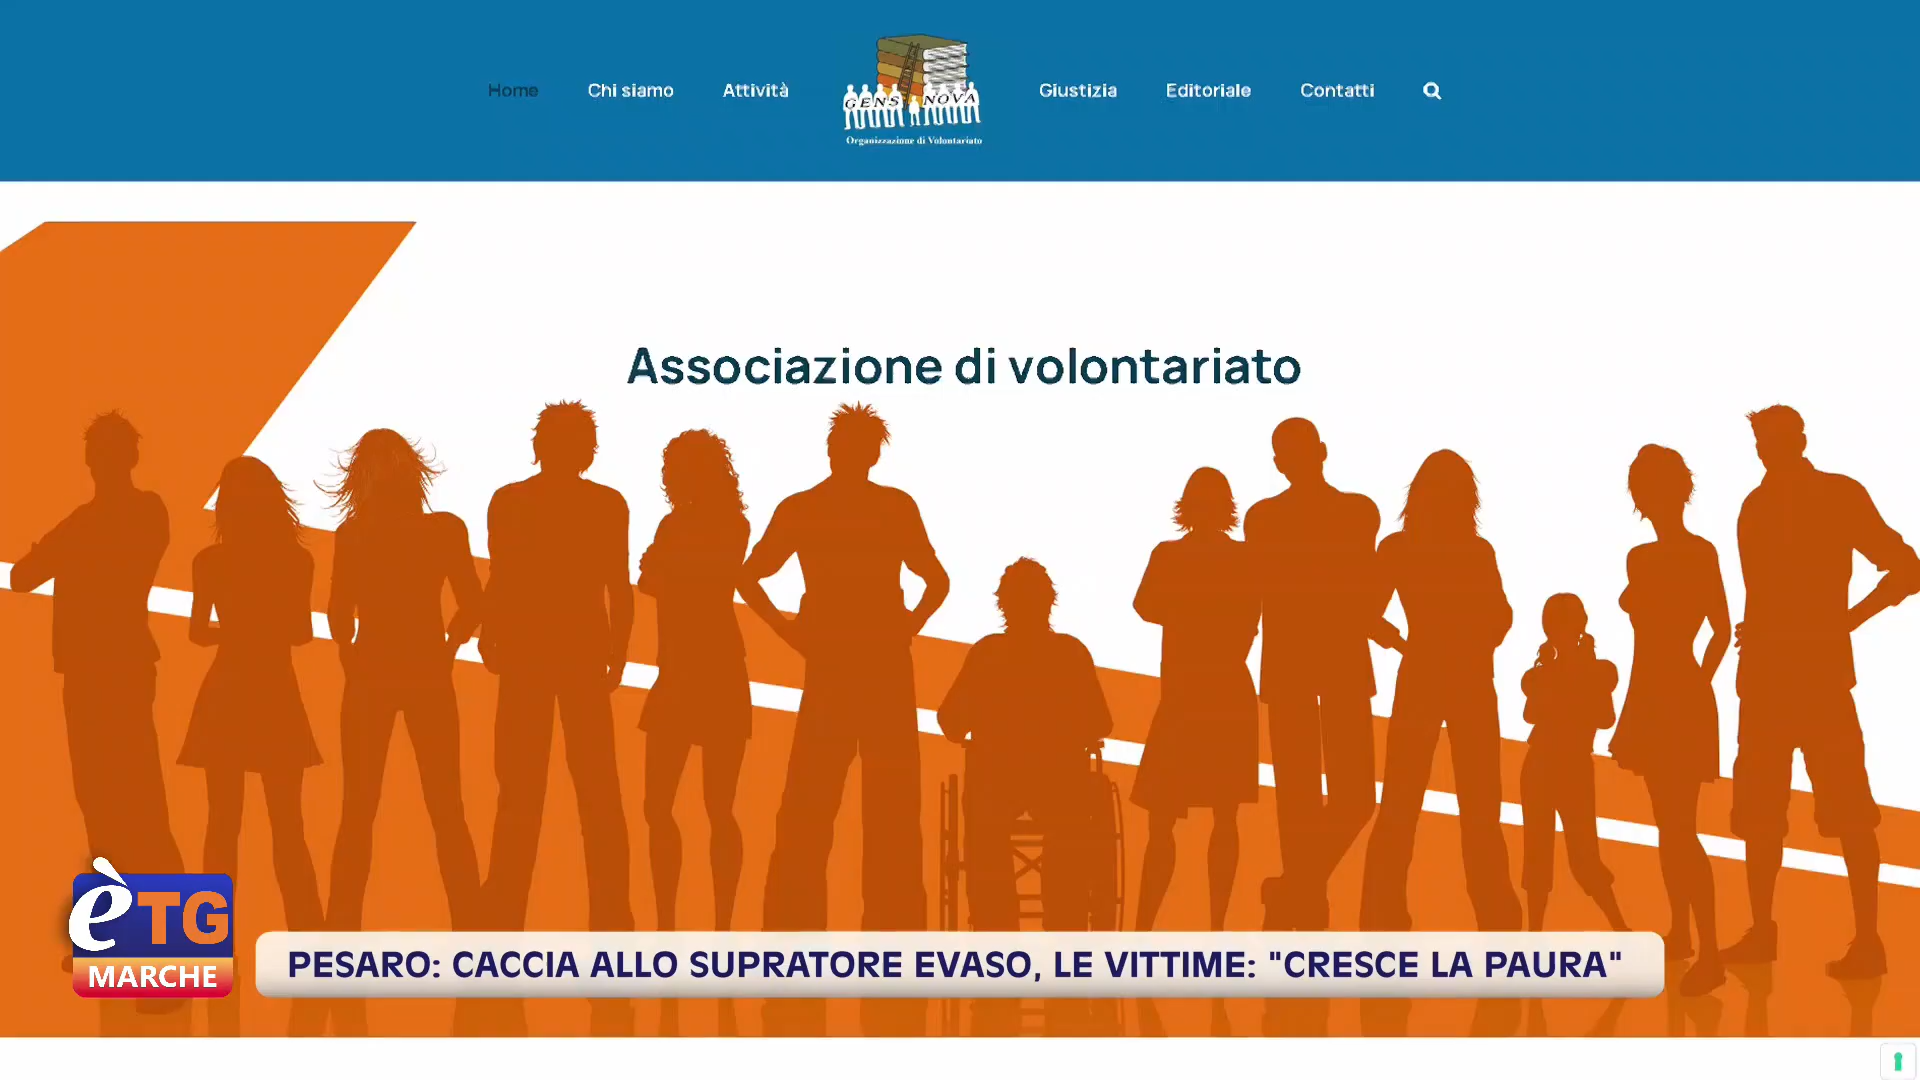 Home
Chi siamo
Attività
GENS NOVA
Organizzazione di Volontariato
Giustizia
Editoriale
Contatti
Associazione di volontariato
èTG
MARCHE
PESARO: CACCIA ALLO SUPRATORE EVASO, LE VITTIME: "CRESCE LA PAURA"